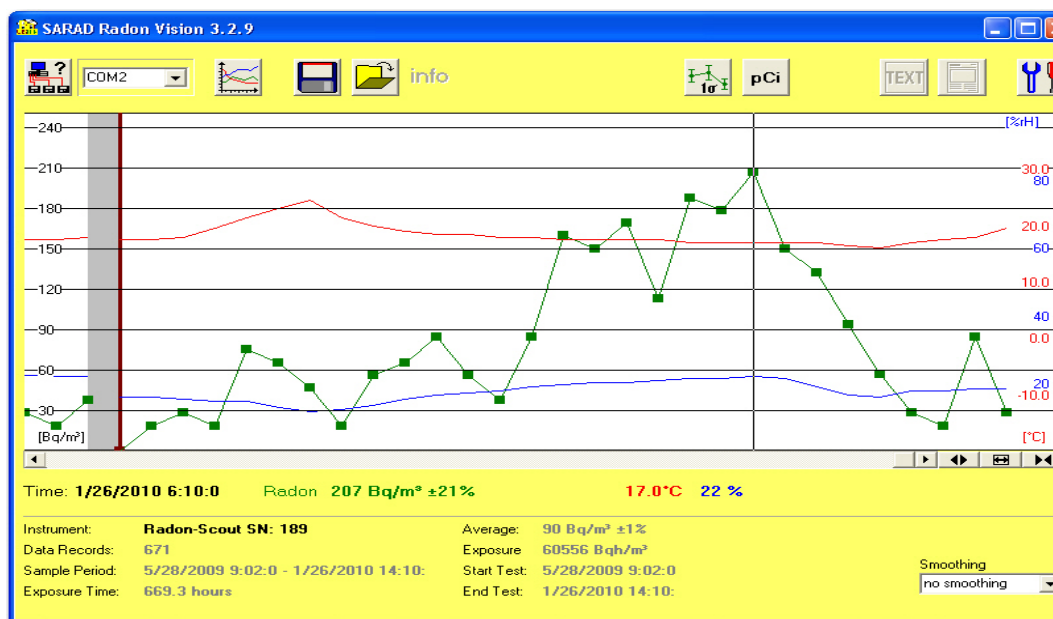 SARAD Radon Vision 3.2.9
COM2
info
1σ
pCi
TEXT
240
210
180
150
120
90
60
30
[Bq/m³]
[%rH]
30.0
80
20.0
60
10.0
40
0.0
20
-10.0
[°C]
Time: 1/26/2010 6:10:0 Radon 207 Bq/m³ ±21% 17.0°C 22 %
Instrument: Radon-Scout SN: 189 Average: 90 Bq/m³ ±1%
Data Records: 671 Exposure 60556 Bqh/m³
Sample Period: 5/28/2009 9:02:0 - 1/26/2010 14:10: Start Test: 5/28/2009 9:02:0
Exposure Time: 669.3 hours End Test: 1/26/2010 14:10:
Smoothing
no smoothing